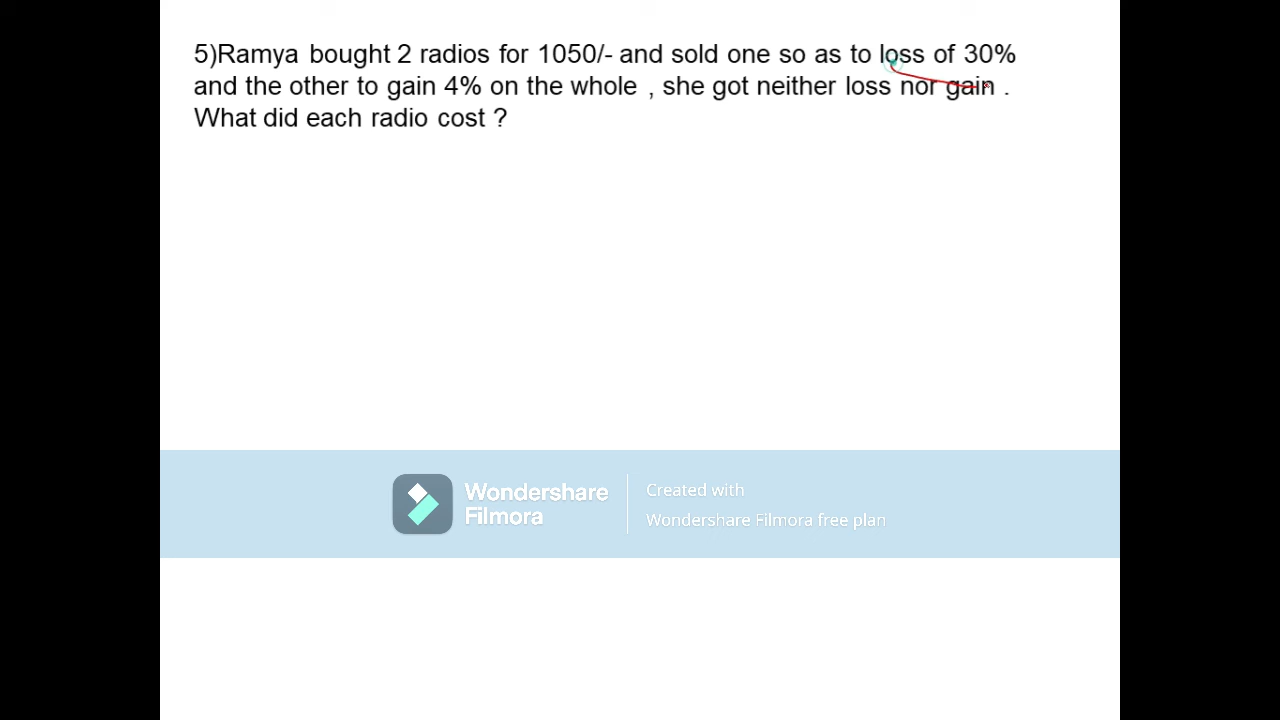 5)Ramya bought 2 radios for 1050/- and sold one so as to loss of 30%
and the other to gain 4% on the whole , she got neither loss nor gain .
What did each radio cost ?
Wondershare
Filmora
Created with
Wondershare Filmora free plan